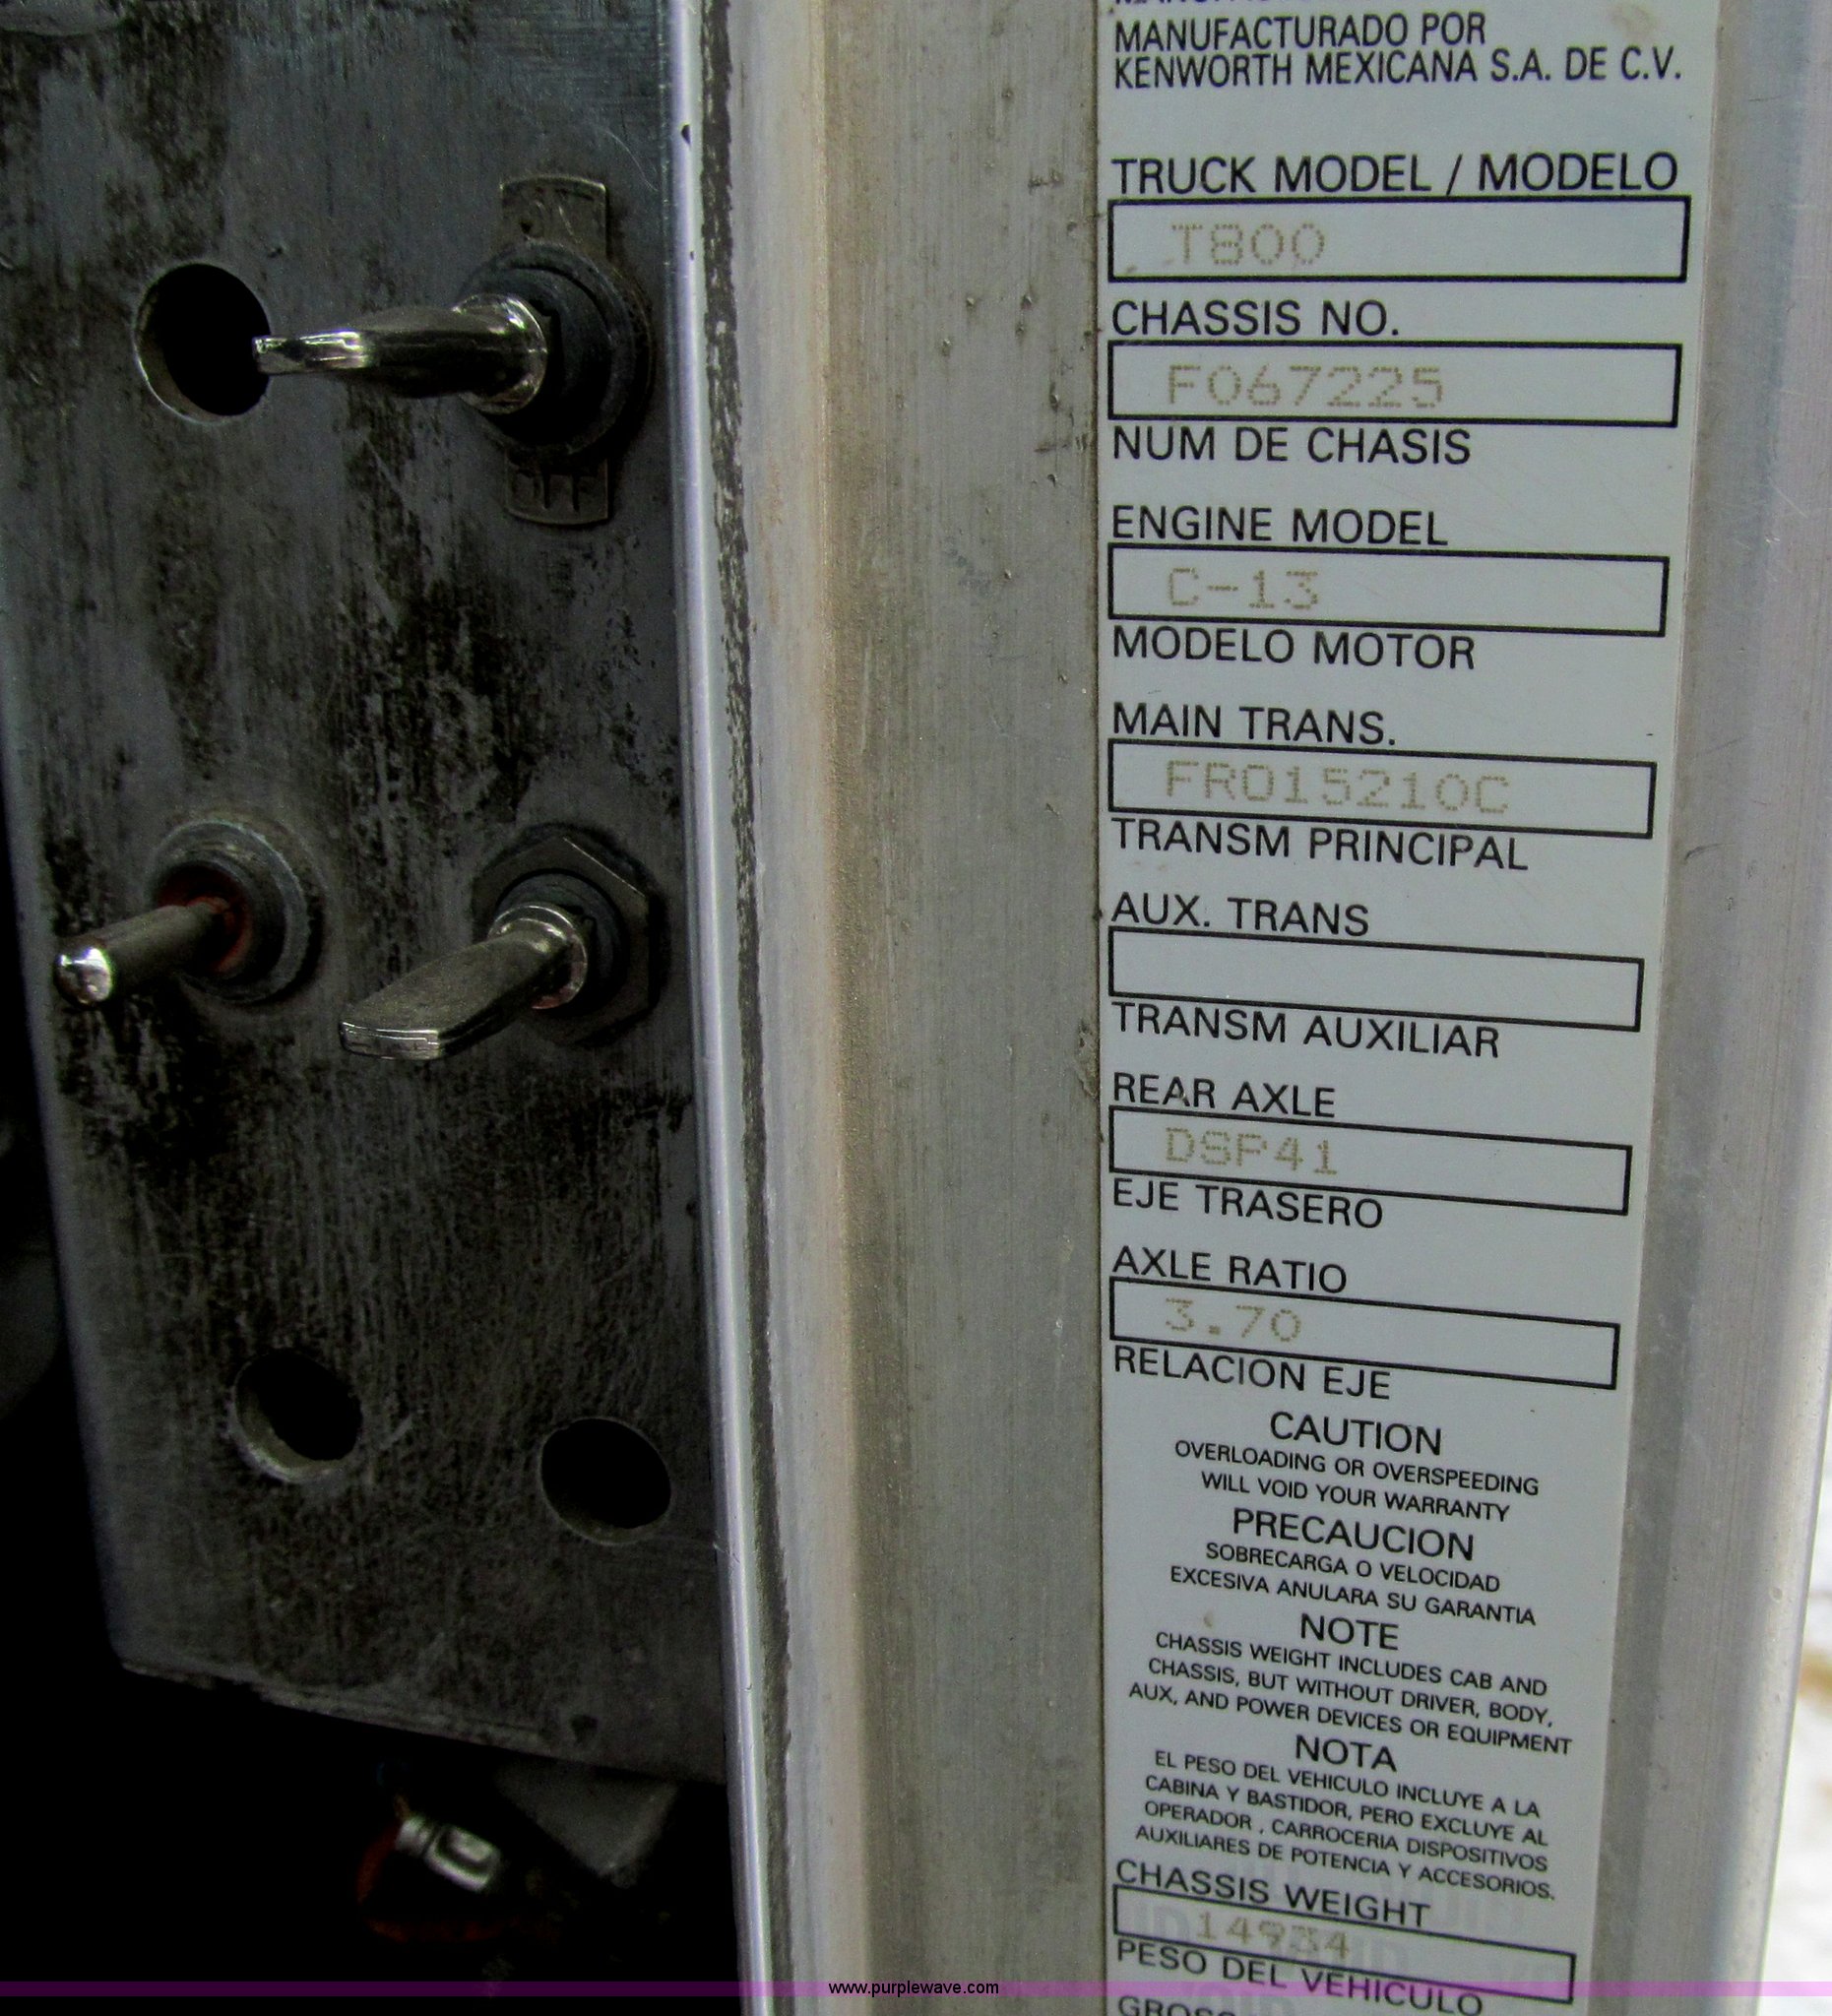 MANUFACTURADO POR
KENWORTH MEXICANA S.A. DE C.V.
TRUCK MODEL / MODELO
T800
CHASSIS NO.
F067225
NUM DE CHASIS
ENGINE MODEL
C-13
MODELO MOTOR
MAIN TRANS.
FRO15210C
TRANSM PRINCIPAL
AUX. TRANS
TRANSM AUXILIAR
REAR AXLE
DSP41
EJE TRASERO
AXLE RATIO
3.70
RELACION EJE
CAUTION
OVERLOADING OR OVERSPEEDING
WILL VOID YOUR WARRANTY
PRECAUCION
SOBRECARGA O VELOCIDAD
EXCESIVA ANULARA SU GARANTIA
NOTE
CHASSIS WEIGHT INCLUDES CAB AND
CHASSIS, BUT WITHOUT DRIVER, BODY,
AUX, AND POWER DEVICES OR EQUIPMENT
NOTA
EL PESO DEL VEHICULO INCLUYE A LA
CABINA Y BASTIDOR, PERO EXCLUYE AL
OPERADOR , CARROCERIA DISPOSITIVOS
AUXILIARES DE POTENCIA Y ACCESORIOS.
CHASSIS WEIGHT
14934
PESO DEL VEHICULO
OFF
www.purplewave.com